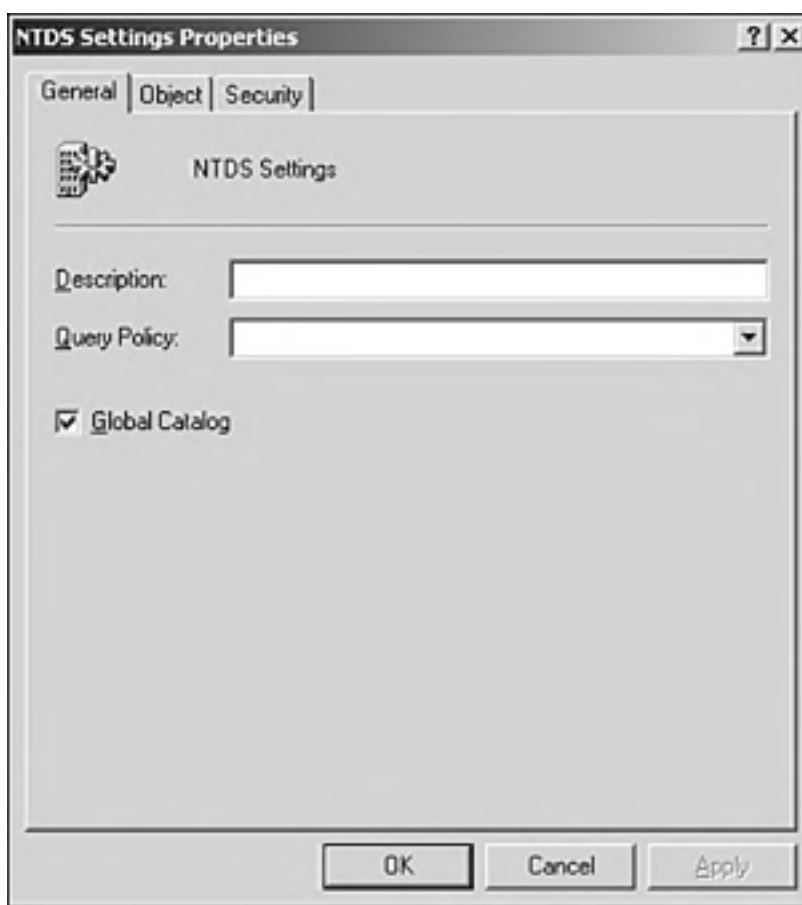 NTDS Settings Properties
General Object Security
NTDS Settings
Description:
Query Policy:
Global Catalog
OK Cancel Apply